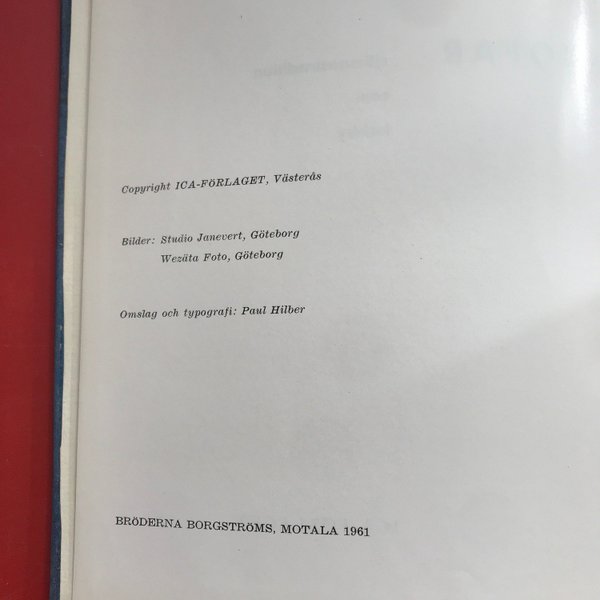 Copyright ICA-FÖRLAGET, Västerås
Bilder: Studio Janevert, Göteborg
Wezäta Foto, Göteborg
Omslag och typografi: Paul Hilber
BRÖDERNA BORGSTRÖMS, MOTALA 1961